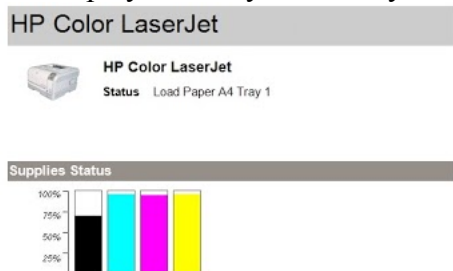 HP Color LaserJet
HP Color LaserJet
Status Load Paper A4 Tray 1
Supplies Status
100%
75%
50%
25%